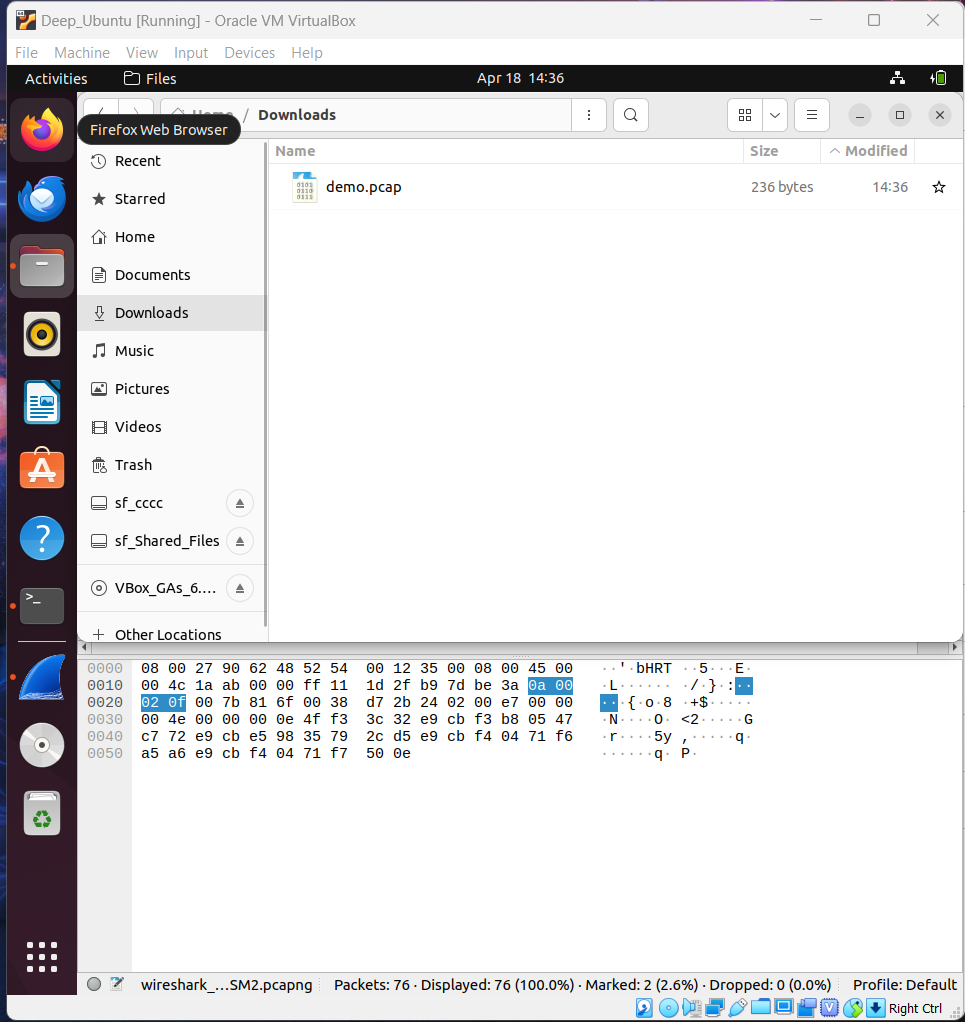 Deep_Ubuntu [Running] - Oracle VM VirtualBox
File Machine View Input Devices Help
Activities Files Apr 18 14:36
Home / Downloads
Firefox Web Browser
Name Size Modified
Recent
demo.pcap 236 bytes 14:36
Starred
Home
Documents
Downloads
Music
Pictures
Videos
Trash
sf_cccc
sf_Shared_Files
VBox_GAs_6....
Other Locations
0000 08 00 27 90 62 48 52 54 00 12 35 00 08 00 45 00 ··'·bHRT ··5···E·
0010 00 4c 1a ab 00 00 ff 11 1d 2f b9 7d be 3a 0a 00 ·L······ ·/·}·:··
0020 02 0f 00 7b 81 6f 00 38 d7 2b 24 02 00 e7 00 00 ···{·o·8 ·+$·····
0030 00 4e 00 00 00 0e 4f f3 3c 32 e9 cb f3 b8 05 47 ·N····O· <2·····G
0040 c7 72 e9 cb e5 98 35 79 2c d5 e9 cb f4 04 71 f6 ·r····5y ,·····q·
0050 a5 a6 e9 cb f4 04 71 f7 50 0e ······q· P·
wireshark_...SM2.pcapng Packets: 76 · Displayed: 76 (100.0%) · Marked: 2 (2.6%) · Dropped: 0 (0.0%) Profile: Default
Right Ctrl